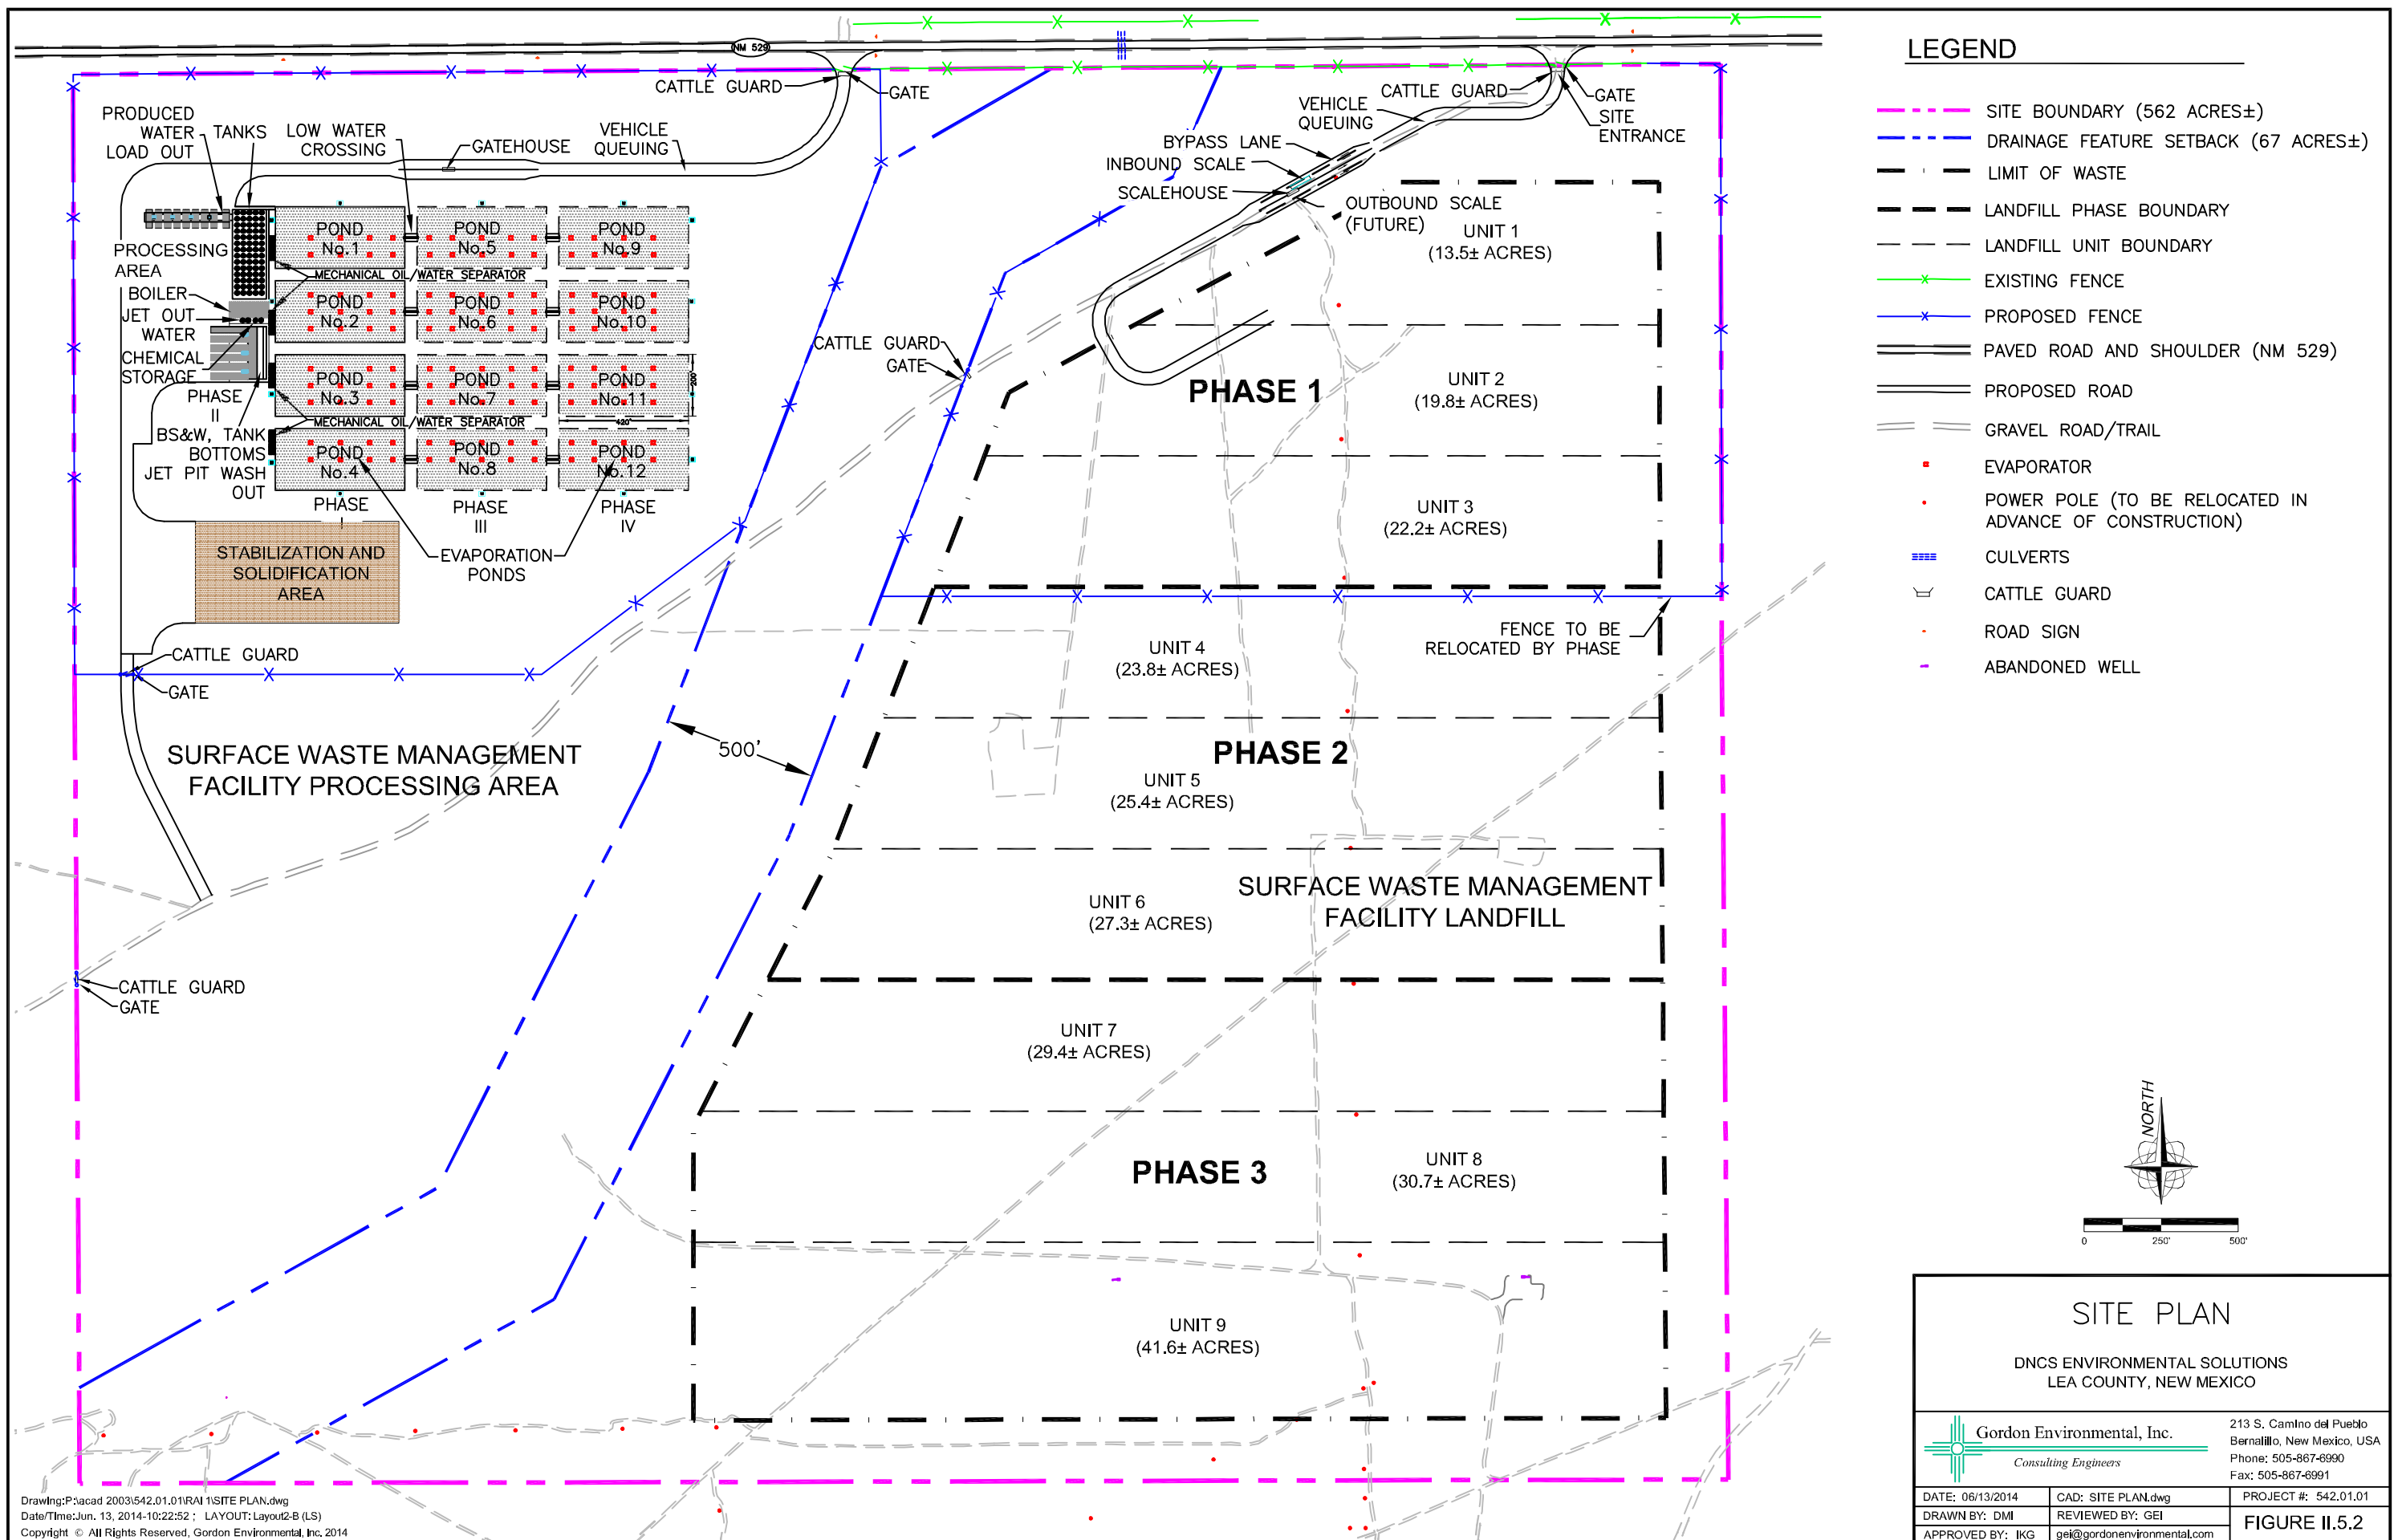 NM 529
CATTLE GUARD
GATE
PRODUCED
WATER
LOAD OUT
TANKS
LOW WATER
CROSSING
GATEHOUSE
VEHICLE
QUEUING
CATTLE GUARD
GATE
SITE
ENTRANCE
VEHICLE
QUEUING
BYPASS LANE
INBOUND SCALE
SCALEHOUSE
OUTBOUND SCALE
(FUTURE)
UNIT 1
(13.5± ACRES)
PROCESSING
AREA
BOILER
JET OUT
WATER
CHEMICAL
STORAGE
PHASE
II
BS&W, TANK
BOTTOMS
JET PIT WASH
OUT
POND
No.1
POND
No.5
POND
No.9
MECHANICAL OIL/WATER SEPARATOR
POND
No.2
POND
No.6
POND
No.10
POND
No.3
POND
No.7
POND
No.11
200'
MECHANICAL OIL/WATER SEPARATOR
420'
POND
No.4
POND
No.8
POND
No.12
PHASE
I
PHASE
III
PHASE
IV
EVAPORATION
PONDS
STABILIZATION AND
SOLIDIFICATION
AREA
CATTLE GUARD
GATE
CATTLE GUARD
GATE
PHASE 1
UNIT 2
(19.8± ACRES)
UNIT 3
(22.2± ACRES)
FENCE TO BE
RELOCATED BY PHASE
UNIT 4
(23.8± ACRES)
SURFACE WASTE MANAGEMENT
FACILITY PROCESSING AREA
500'
PHASE 2
UNIT 5
(25.4± ACRES)
UNIT 6
(27.3± ACRES)
SURFACE WASTE MANAGEMENT
FACILITY LANDFILL
CATTLE GUARD
GATE
UNIT 7
(29.4± ACRES)
PHASE 3
UNIT 8
(30.7± ACRES)
UNIT 9
(41.6± ACRES)
LEGEND
SITE BOUNDARY (562 ACRES±)
DRAINAGE FEATURE SETBACK (67 ACRES±)
LIMIT OF WASTE
LANDFILL PHASE BOUNDARY
LANDFILL UNIT BOUNDARY
EXISTING FENCE
PROPOSED FENCE
PAVED ROAD AND SHOULDER (NM 529)
PROPOSED ROAD
GRAVEL ROAD/TRAIL
EVAPORATOR
POWER POLE (TO BE RELOCATED IN
ADVANCE OF CONSTRUCTION)
CULVERTS
CATTLE GUARD
ROAD SIGN
ABANDONED WELL
NORTH
0 250' 500'
SITE PLAN
DNCS ENVIRONMENTAL SOLUTIONS
LEA COUNTY, NEW MEXICO
Gordon Environmental, Inc.
Consulting Engineers
213 S. Camino del Pueblo
Bernalillo, New Mexico, USA
Phone: 505-867-6990
Fax: 505-867-6991
DATE: 06/13/2014
CAD: SITE PLAN.dwg
PROJECT #: 542.01.01
DRAWN BY: DMI
REVIEWED BY: GEI
FIGURE II.5.2
APPROVED BY: IKG
gei@gordonenvironmental.com
Drawing:P:\acad 2003\542.01.01\RAI 1\SITE PLAN.dwg
Date/Time:Jun. 13, 2014-10:22:52 ; LAYOUT: Layout2-B (LS)
Copyright © All Rights Reserved, Gordon Environmental, Inc. 2014